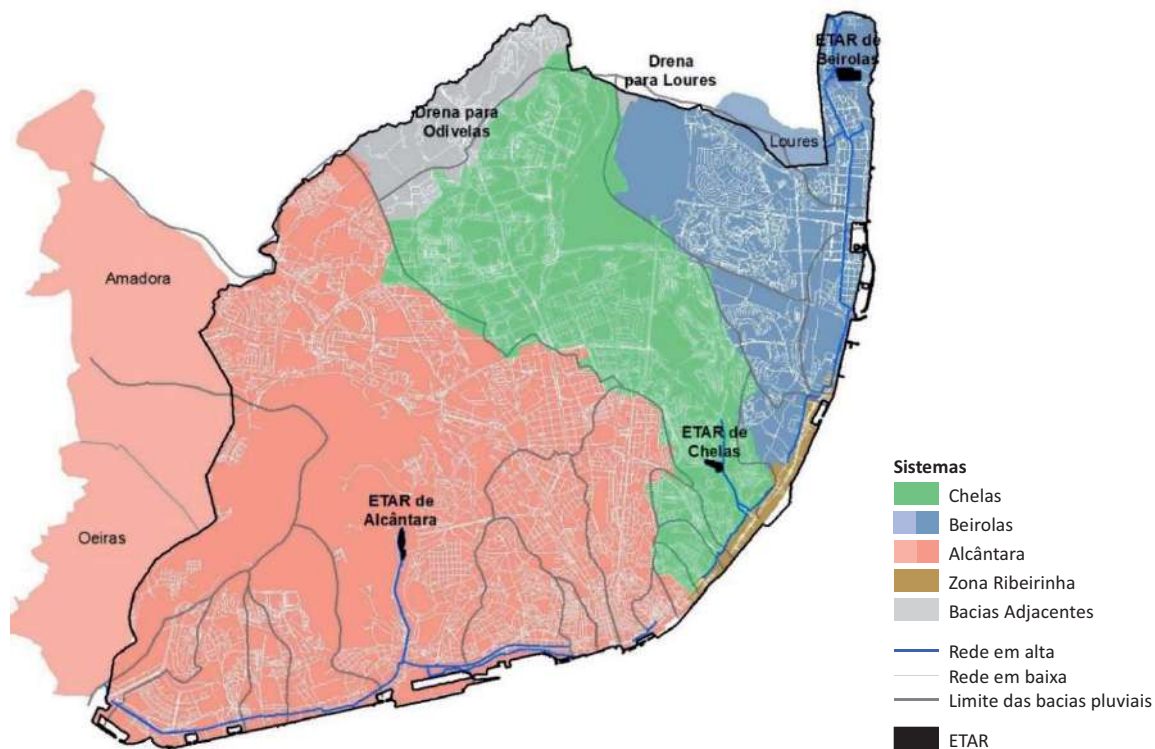 ETAR de
Beirolas
Drena
para Loures
Drena para
Odivelas
Loures
Amadora
ETAR de
Chelas
ETAR de
Alcântara
Oeiras
Sistemas
Chelas
Beirolas
Alcântara
Zona Ribeirinha
Bacias Adjacentes
Rede em alta
Rede em baixa
Limite das bacias pluviais
ETAR